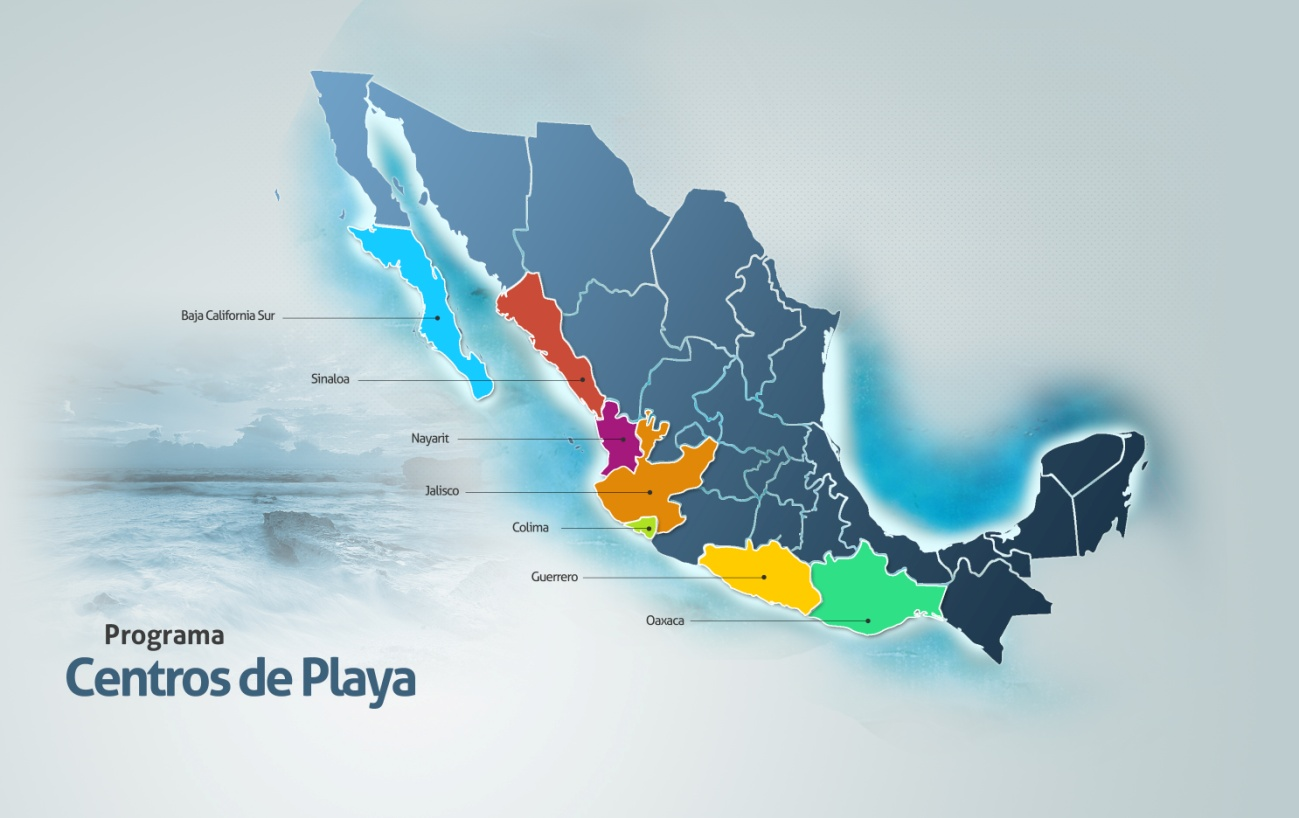 Baja California Sur
Sinaloa
Nayarit
Jalisco
Colima
Guerrero
Oaxaca
Programa
Centros de Playa